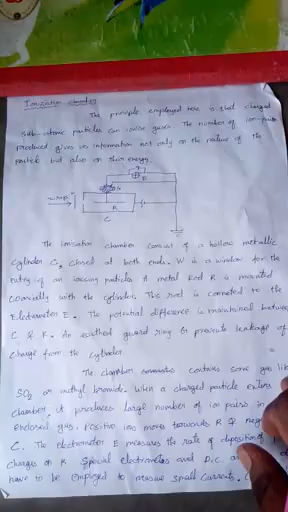 Ionization chamber
The principle employed here is that charged
sub-atomic particles can ionise gases. The number of ion-pairs
produced gives us information not only on the nature of the
particle but also on their energy.
E
R
C
The ionisation chamber consist of a hollow metallic
Cylinder C, closed at both ends. W is a window for the
entry of an ionising particles A metal Rod R is mounted
Coaxially with the cylinder. This rod is connected to the
Electrometer E. The potential difference is maintained between
C & R. An earthed guard ring prevents leakage of
Charge from the Cylinder
The chamber contains some gas like
SO2 or methyl bromide. When a charged particle enters
chamber, it produces large number of ion pairs in
enclosed gas. Positive ions moves towards R & neg
C. The electrometer E measures the rate of deposition of
charges on R Special electrometers and D.C. am
have to be employed to measure small currents.